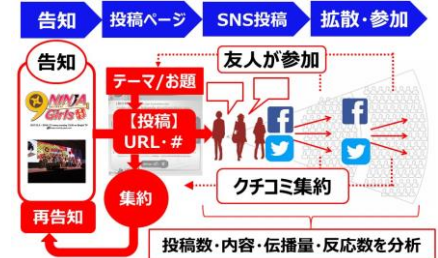 告知
投稿ページ
SNS投稿
拡散・参加
告知
友人が参加
テーマ/お題
9 NINJA
Girls
【投稿】
URL・#
集約
クチコミ集約
再告知
投稿数・内容・伝播量・反応数を分析